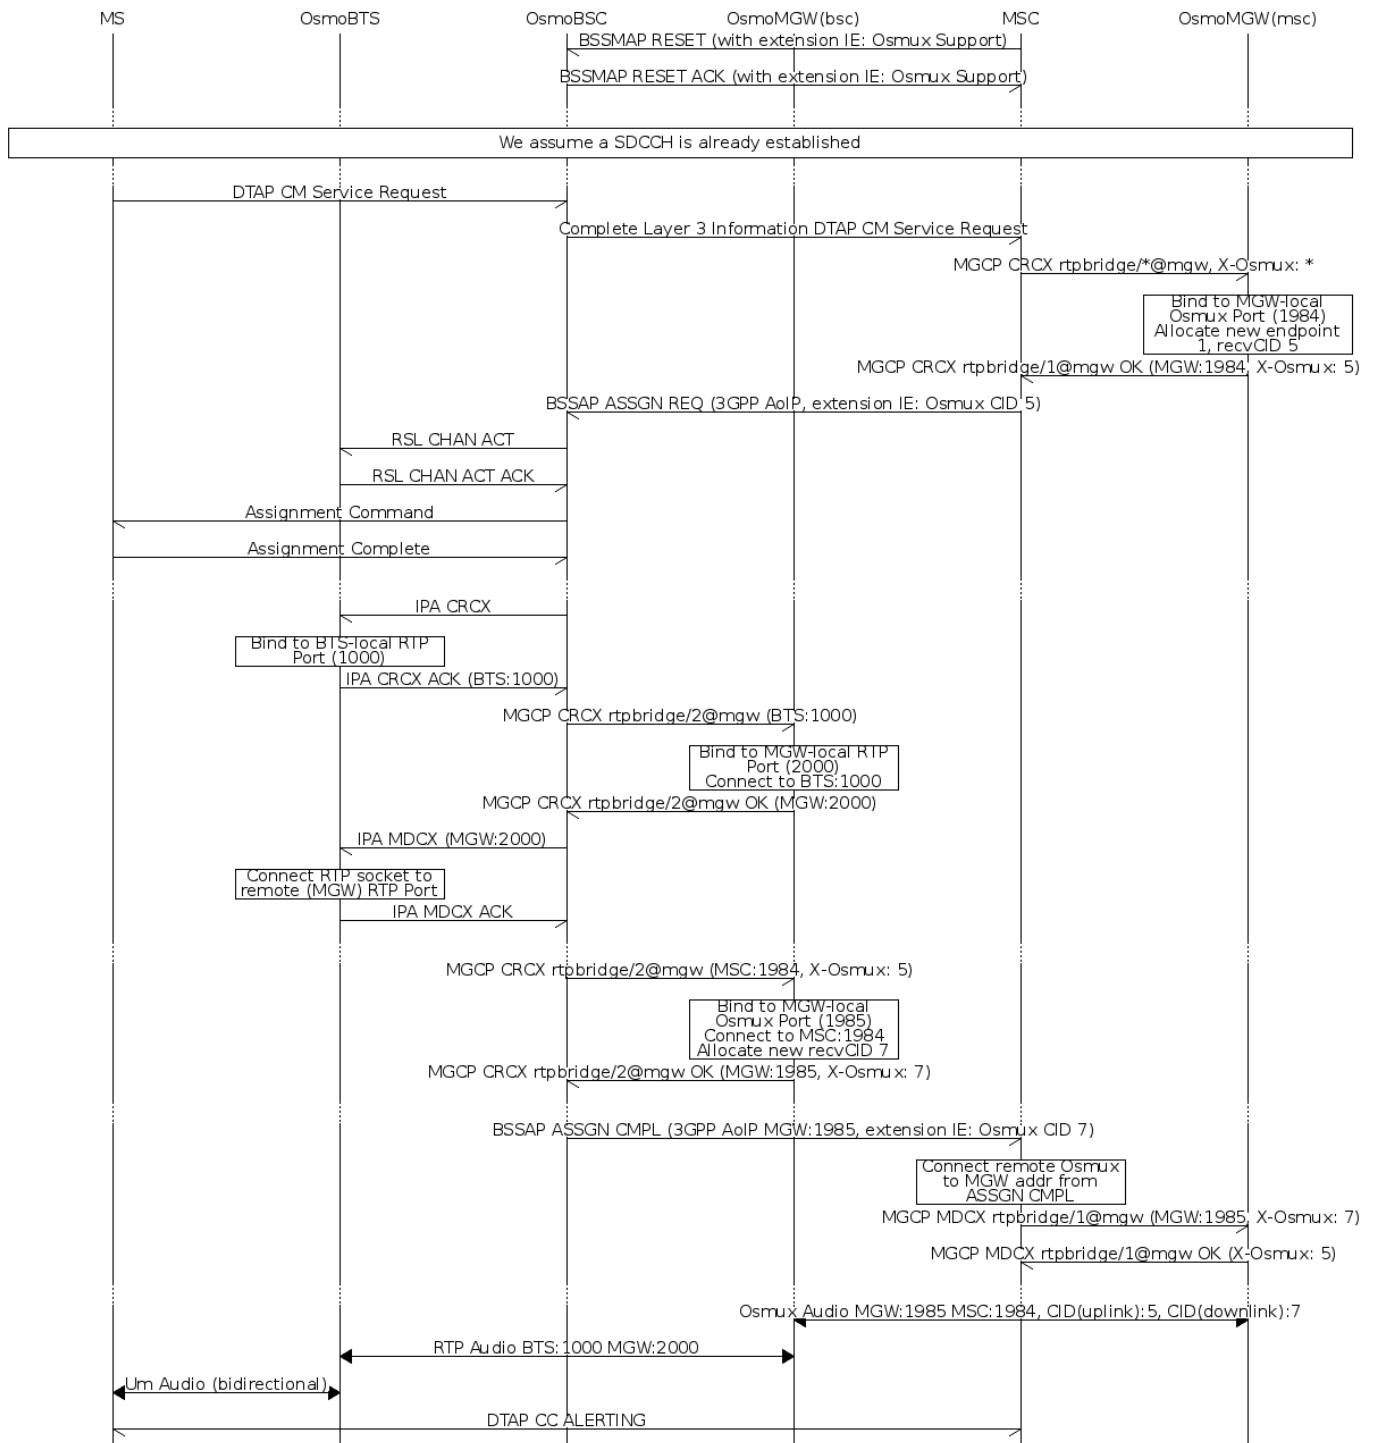 MS OsmoBTS OsmoBSC OsmoMGW(bsc) MSC OsmoMGW(msc)
BSSMAP RESET (with extension IE: Osmux Support)
BSSMAP RESET ACK (with extension IE: Osmux Support)
We assume a SDCCH is already established
DTAP CM Service Request
Complete Layer 3 Information DTAP CM Service Request
MGCP CRCX rtpbridge/*@mgw, X-Osmux: *
Bind to MGW-local
Osmux Port (1984)
Allocate new endpoint
1, recvCID 5
MGCP CRCX rtpbridge/1@mgw OK (MGW:1984, X-Osmux: 5)
BSSAP ASSGN REQ (3GPP AoIP, extension IE: Osmux CID 5)
RSL CHAN ACT
RSL CHAN ACT ACK
Assignment Command
Assignment Complete
IPA CRCX
Bind to BTS-local RTP
Port (1000)
IPA CRCX ACK (BTS:1000)
MGCP CRCX rtpbridge/2@mgw (BTS:1000)
Bind to MGW-local RTP
Port (2000)
Connect to BTS:1000
MGCP CRCX rtpbridge/2@mgw OK (MGW:2000)
IPA MDCX (MGW:2000)
Connect RTP socket to
remote (MGW) RTP Port
IPA MDCX ACK
MGCP CRCX rtpbridge/2@mgw (MSC:1984, X-Osmux: 5)
Bind to MGW-local
Osmux Port (1985)
Connect to MSC:1984
Allocate new recvCID 7
MGCP CRCX rtpbridge/2@mgw OK (MGW:1985, X-Osmux: 7)
BSSAP ASSGN CMPL (3GPP AoIP MGW:1985, extension IE: Osmux CID 7)
Connect remote Osmux
to MGW addr from
ASSGN CMPL
MGCP MDCX rtpbridge/1@mgw (MGW:1985, X-Osmux: 7)
MGCP MDCX rtpbridge/1@mgw OK (X-Osmux: 5)
Osmux Audio MGW:1985 MSC:1984, CID(uplink):5, CID(downlink):7
RTP Audio BTS:1000 MGW:2000
Um Audio (bidirectional)
DTAP CC ALERTING